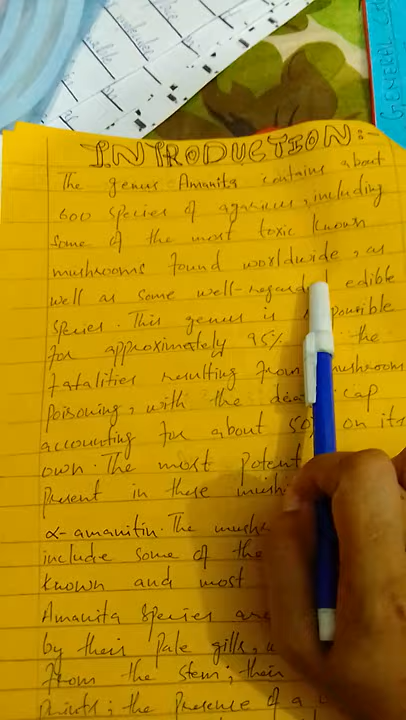 GENERAL
INTRODUCTION:-
The genus Amanita contains about
600 species of agarics, including
some of the most toxic known
mushrooms found worldwide, as
well as some well-regarded edible
species. This genus is
for approximately 95% the
fatalities resulting from mushroom
poisoning, with the cap
accounting for about 50 on its
own. The most potent
present in these
α-amanitin. The
include some of the
known and most
Amanita species are
by their pale gills,
from the stem; their
prints; the presence of a